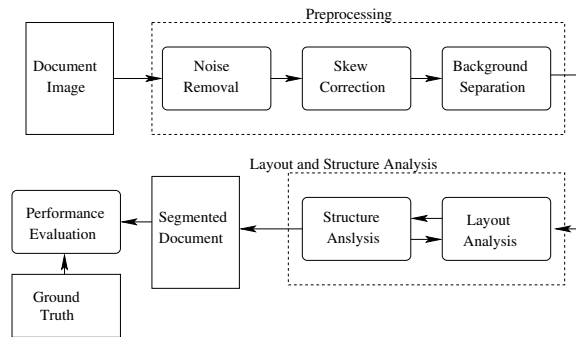 Preprocessing
Document
Image
Noise
Removal
Skew
Correction
Background
Separation
Layout and Structure Analysis
Performance
Evaluation
Segmented
Document
Structure
Anslysis
Layout
Analysis
Ground
Truth